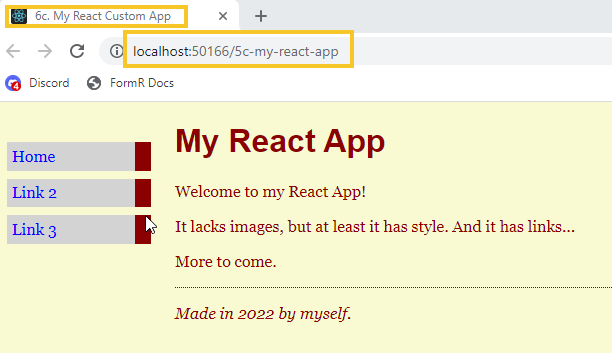 6c. My React Custom App
localhost:50166/5c-my-react-app
4 Discord FormR Docs
My React App
Home
Welcome to my React App!
Link 2
It lacks images, but at least it has style. And it has links...
Link 3
More to come.
Made in 2022 by myself.